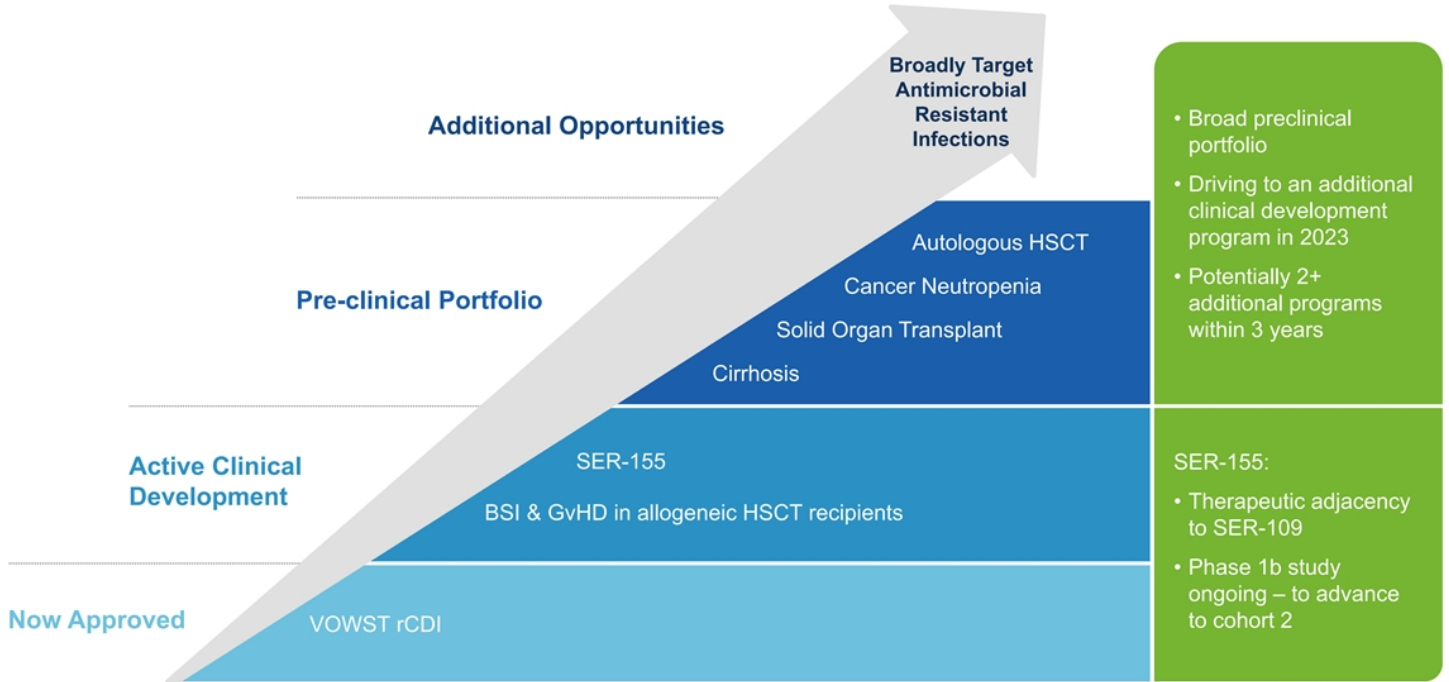 Broadly Target
Antimicrobial
Resistant
Infections
Additional Opportunities
Pre-clinical Portfolio
Autologous HSCT
Cancer Neutropenia
Solid Organ Transplant
Cirrhosis
Active Clinical
Development
SER-155
BSI & GvHD in allogeneic HSCT recipients
Now Approved
VOWST rCDI
• Broad preclinical
portfolio
• Driving to an additional
clinical development
program in 2023
• Potentially 2+
additional programs
within 3 years
SER-155:
• Therapeutic adjacency
to SER-109
• Phase 1b study
ongoing – to advance
to cohort 2